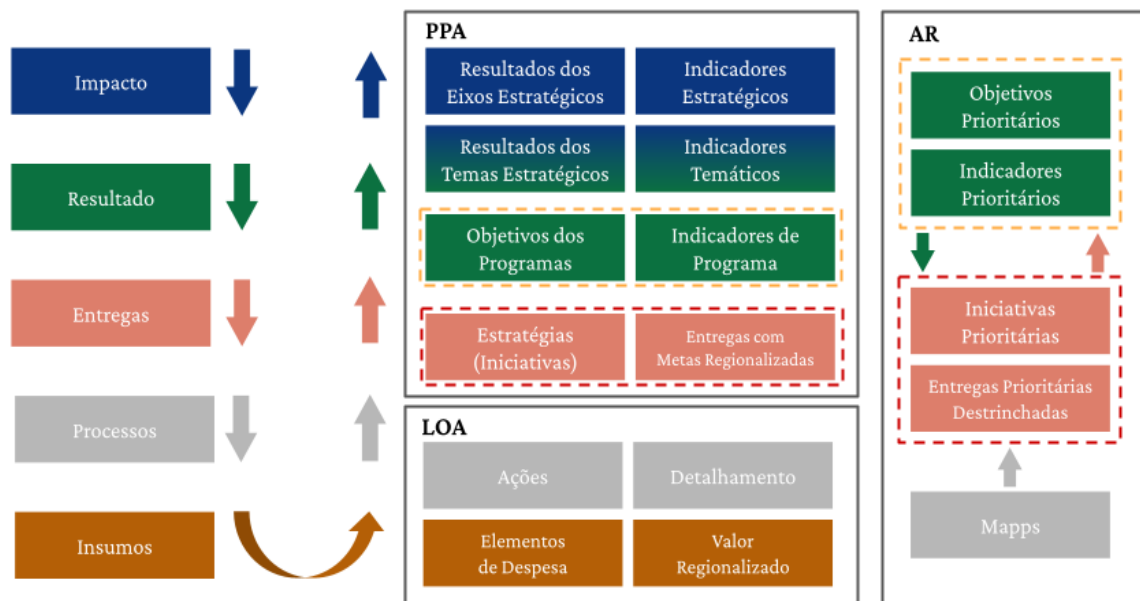 Impacto
Resultado
Entregas
Processos
Insumos
PPA
Resultados dos
Eixos Estratégicos
Indicadores
Estratégicos
Resultados dos
Temas Estratégicos
Indicadores
Temáticos
Objetivos dos
Programas
Indicadores de
Programa
Estratégias
(Iniciativas)
Entregas com
Metas Regionalizadas
LOA
Ações
Detalhamento
Elementos
de Despesa
Valor
Regionalizado
AR
Objetivos
Prioritários
Indicadores
Prioritários
Iniciativas
Prioritárias
Entregas Prioritárias
Destrinchadas
Mapps